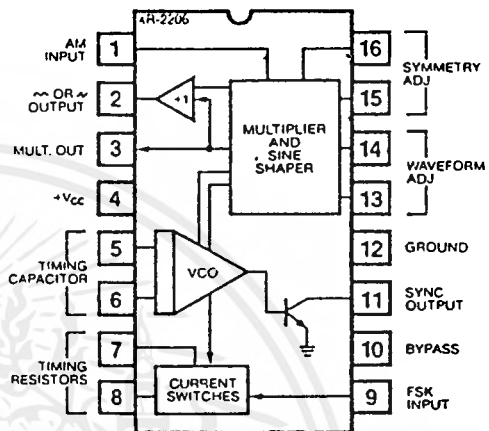 XR-2206
AM
INPUT
1
16
SYMMETRY
ADJ
15
∼ OR ∼
OUTPUT
2
+1
MULTIPLIER
AND
SINE
SHAPER
MULT. OUT
3
14
WAVEFORM
ADJ
13
+VCC
4
12
GROUND
TIMING
CAPACITOR
5
6
VCO
11
SYNC
OUTPUT
10
BYPASS
TIMING
RESISTORS
7
8
CURRENT
SWITCHES
9
FSK
INPUT